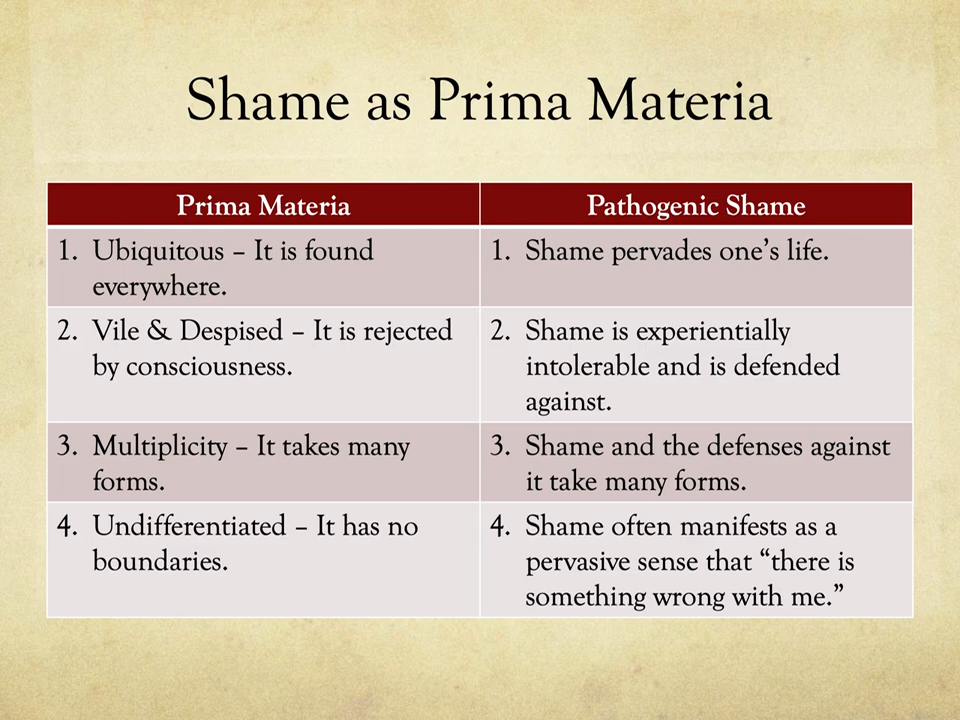 Shame as Prima Materia
Prima Materia
Pathogenic Shame
1. Ubiquitous – It is found
everywhere.
1. Shame pervades one’s life.
2. Vile & Despised – It is rejected
by consciousness.
2. Shame is experientially
intolerable and is defended
against.
3. Multiplicity – It takes many
forms.
3. Shame and the defenses against
it take many forms.
4. Undifferentiated – It has no
boundaries.
4. Shame often manifests as a
pervasive sense that “there is
something wrong with me.”